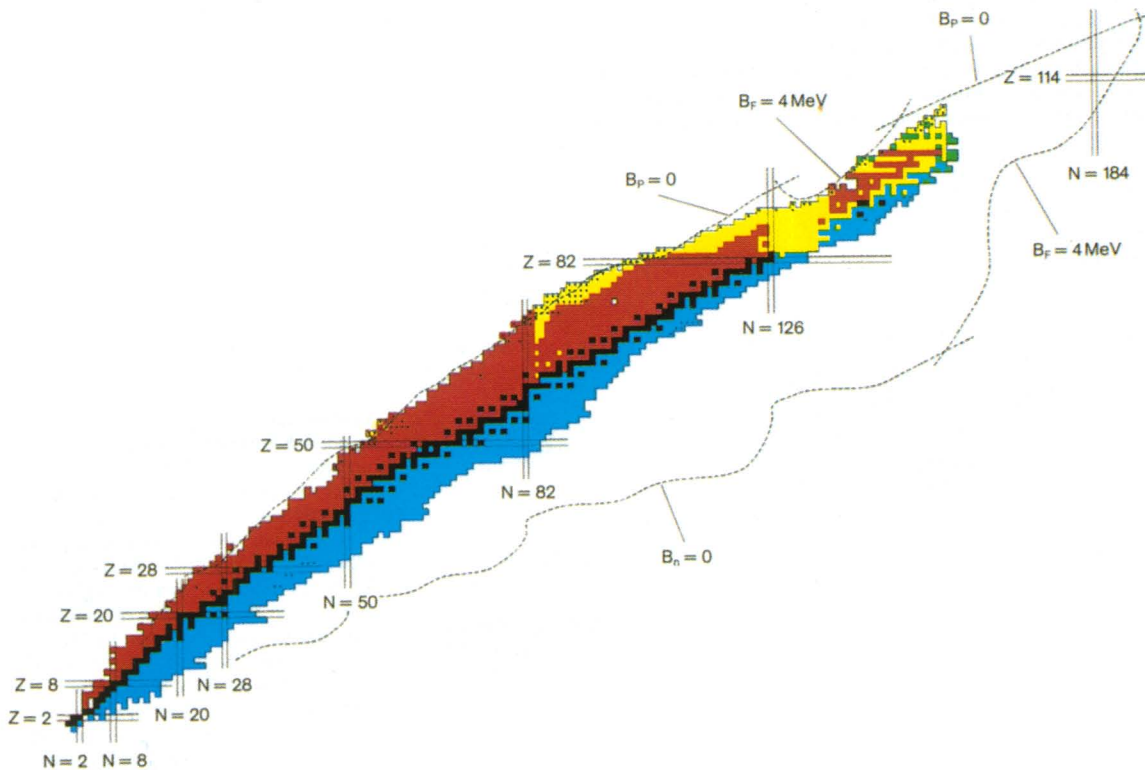 B_P = 0
Z = 114
B_F = 4 MeV
N = 184
B_P = 0
B_F = 4 MeV
Z = 82
N = 126
Z = 50
N = 82
B_n = 0
Z = 28
N = 50
Z = 20
N = 28
Z = 8
N = 20
Z = 2
N = 2 N = 8